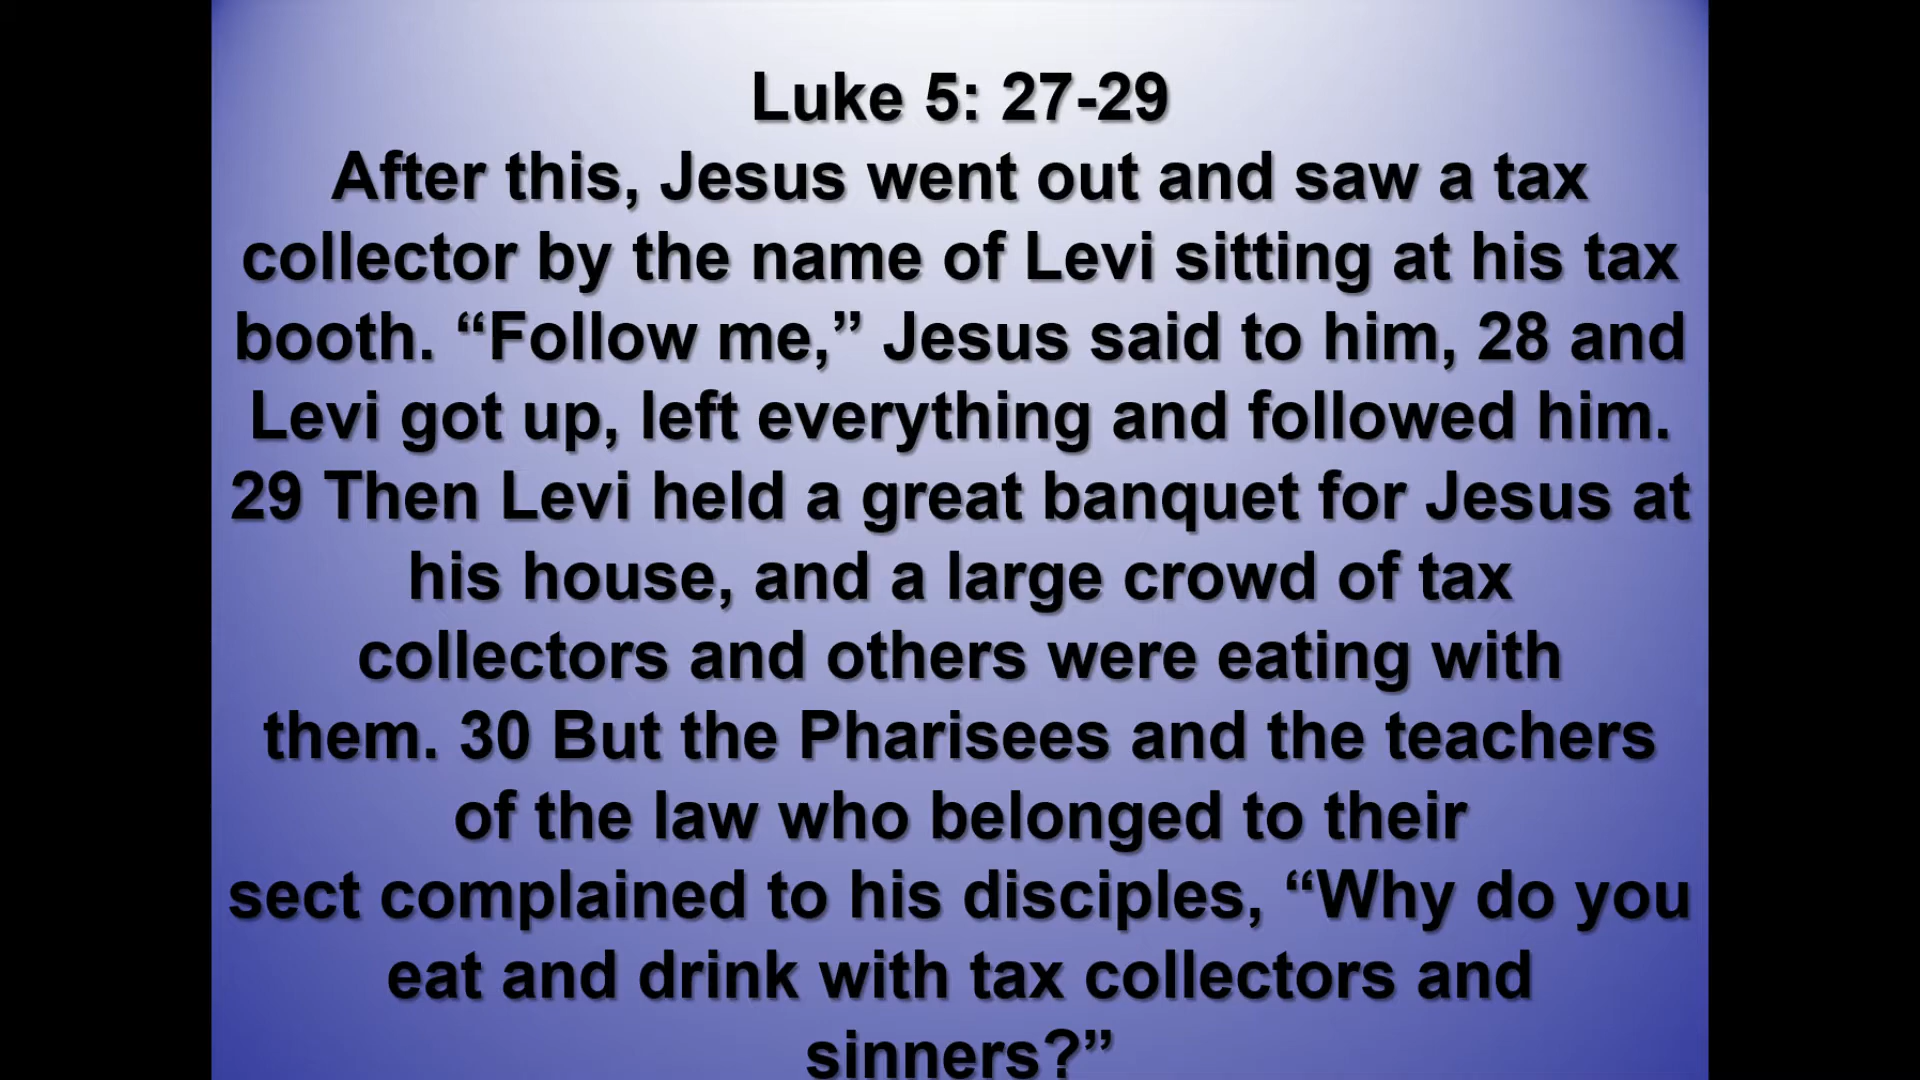 Luke 5: 27-29
After this, Jesus went out and saw a tax
collector by the name of Levi sitting at his tax
booth. “Follow me,” Jesus said to him, 28 and
Levi got up, left everything and followed him.
29 Then Levi held a great banquet for Jesus at
his house, and a large crowd of tax
collectors and others were eating with
them. 30 But the Pharisees and the teachers
of the law who belonged to their
sect complained to his disciples, “Why do you
eat and drink with tax collectors and
sinners?”